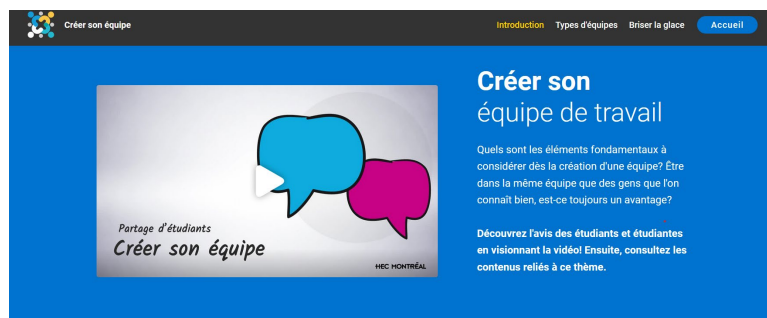 Créer son équipe
Introduction Types d'équipes Briser la glace Accueil
Créer son
équipe de travail
Quels sont les éléments fondamentaux à
considérer dès la création d'une équipe? Être
dans la même équipe que des gens que l'on
connaît bien, est-ce toujours un avantage?
Découvrez l'avis des étudiants et étudiantes
en visionnant la vidéo! Ensuite, consultez les
contenus reliés à ce thème.
Partage d'étudiants
Créer son équipe
HEC MONTRÉAL